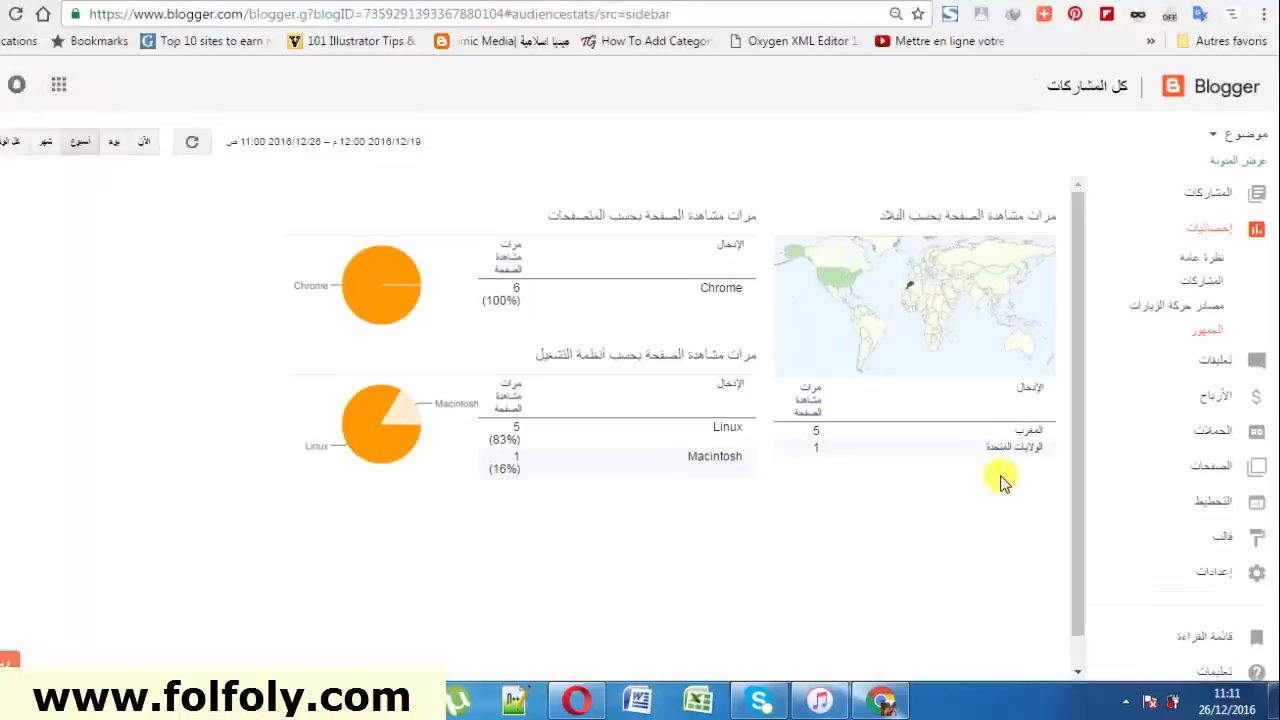 https://www.blogger.com/blogger.g?blogID=7359291393367880104#audiencestats/src=sidebar
cations
Bookmarks
Top 10 sites to earn
101 Illustrator Tips &
omic Media| ميديا اسلامية
How To Add Categor
Oxygen XML Editor 1
Mettre en ligne votre
»
Autres favoris
Blogger
كل المشاركات
موضوع
عرض المدونة
2016/12/19 12:00 م – 2016/12/26 11:00 ص
الآن
يوم
أسبوع
شهر
المشاركات
إحصائيات
نظرة عامة
المشاركات
مصادر حركة الزيارات
الجمهور
تعليقات
الأرباح
الحملات
الصفحات
التخطيط
قالب
إعدادات
قائمة القراءة
تعليمات
مرات مشاهدة الصفحة بحسب البلاد
الإدخال
مرات مشاهدة الصفحة
المغرب 5
الولايات المتحدة 1
مرات مشاهدة الصفحة بحسب المتصفحات
الإدخال
مرات مشاهدة الصفحة
Chrome
6 (100%)
Chrome
مرات مشاهدة الصفحة بحسب أنظمة التشغيل
الإدخال
مرات مشاهدة الصفحة
Linux
5 (83%)
Macintosh
1 (16%)
Macintosh
Linux
www.folfoly.com
11:11
26/12/2016